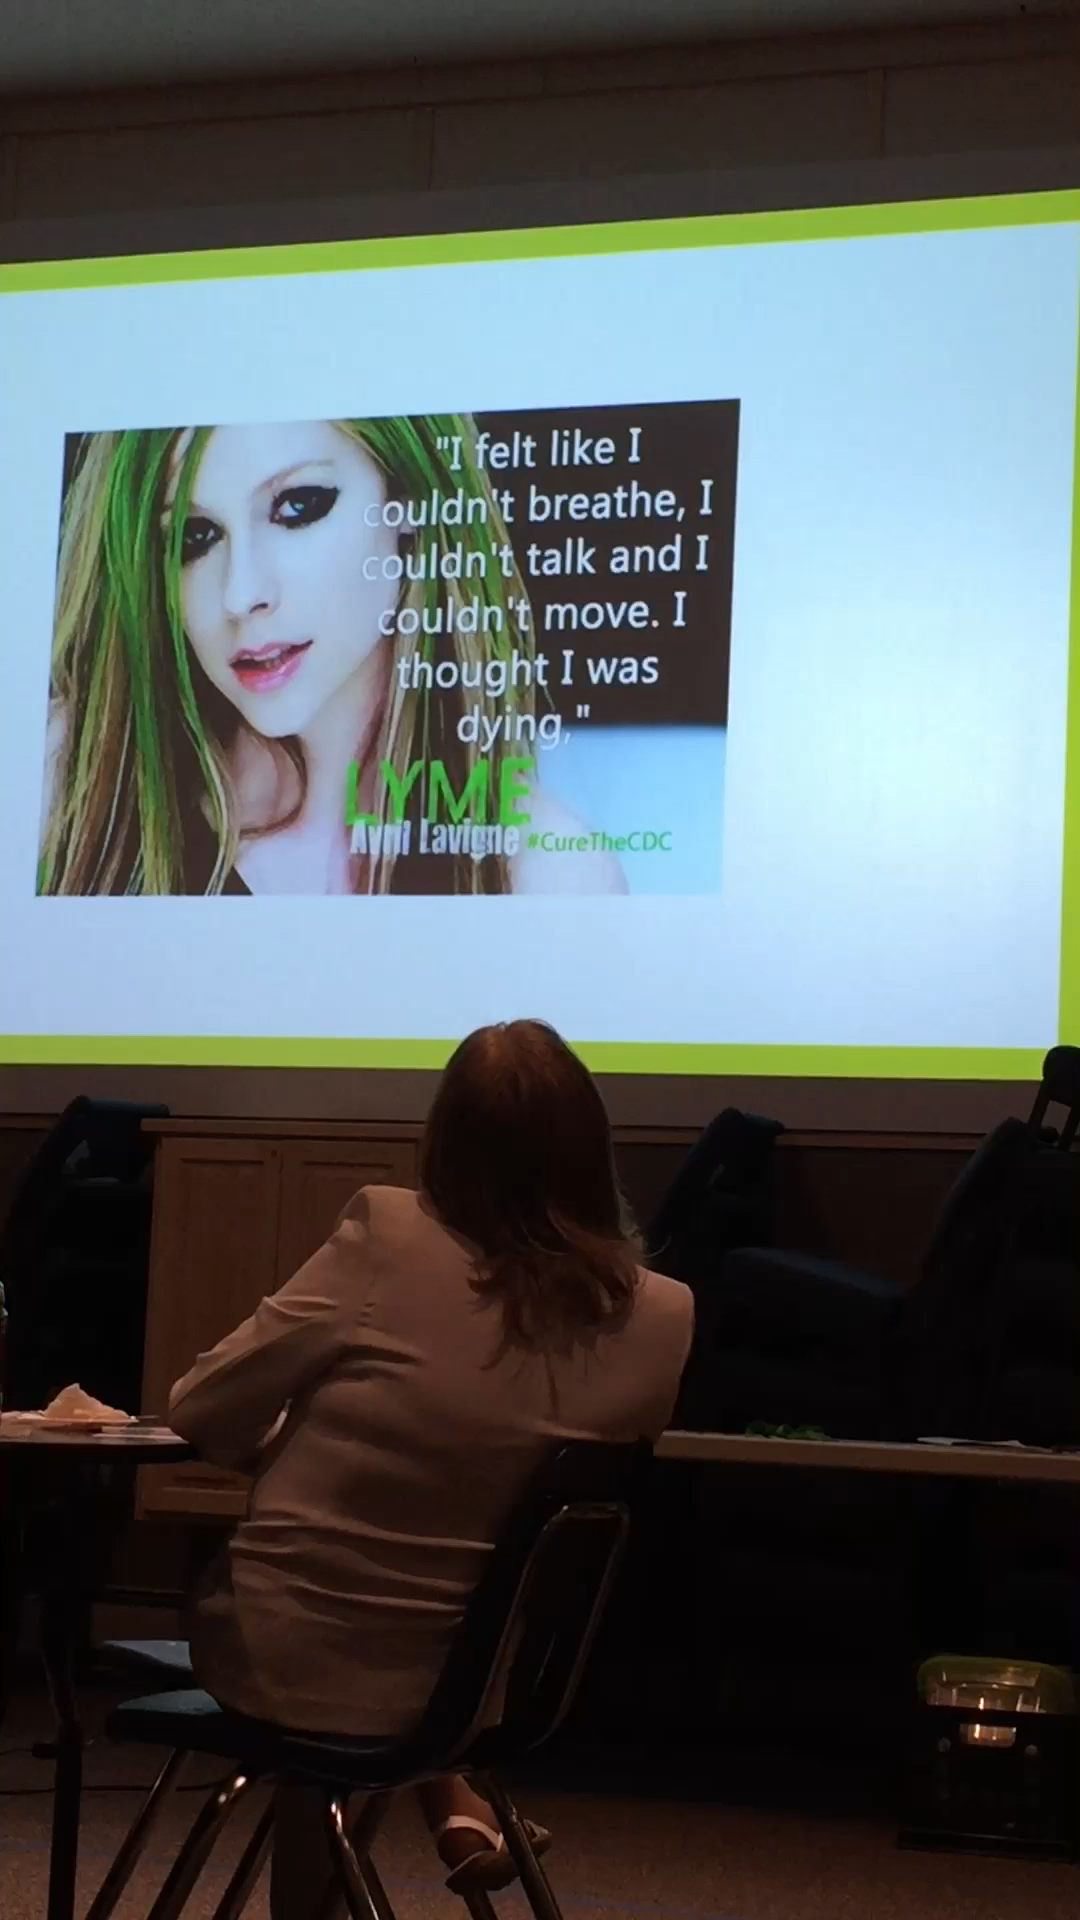 "I felt like I
couldn't breathe, I
couldn't talk and I
couldn't move. I
thought I was
dying,"
LYME
Avril Lavigne #CureTheCDC